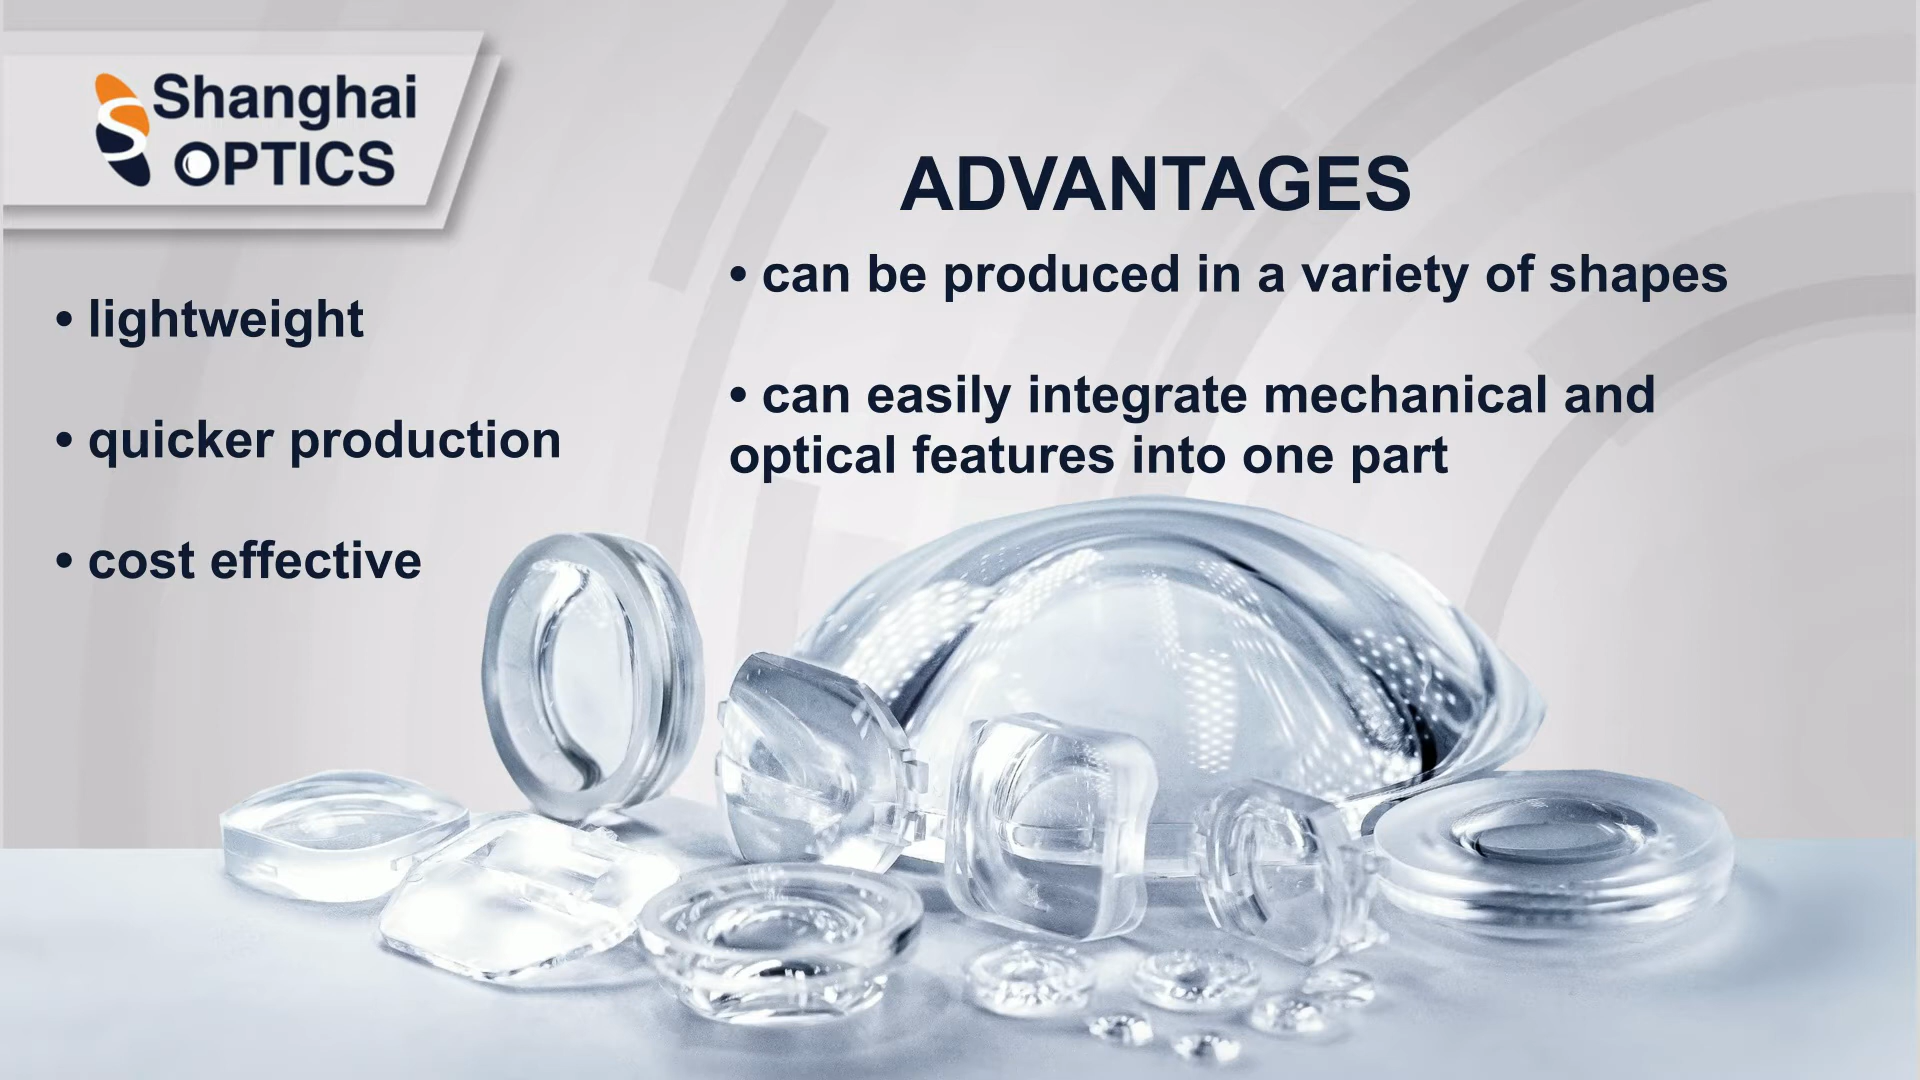 Shanghai
OPTICS
ADVANTAGES
• lightweight
• quicker production
• cost effective
• can be produced in a variety of shapes
• can easily integrate mechanical and
optical features into one part